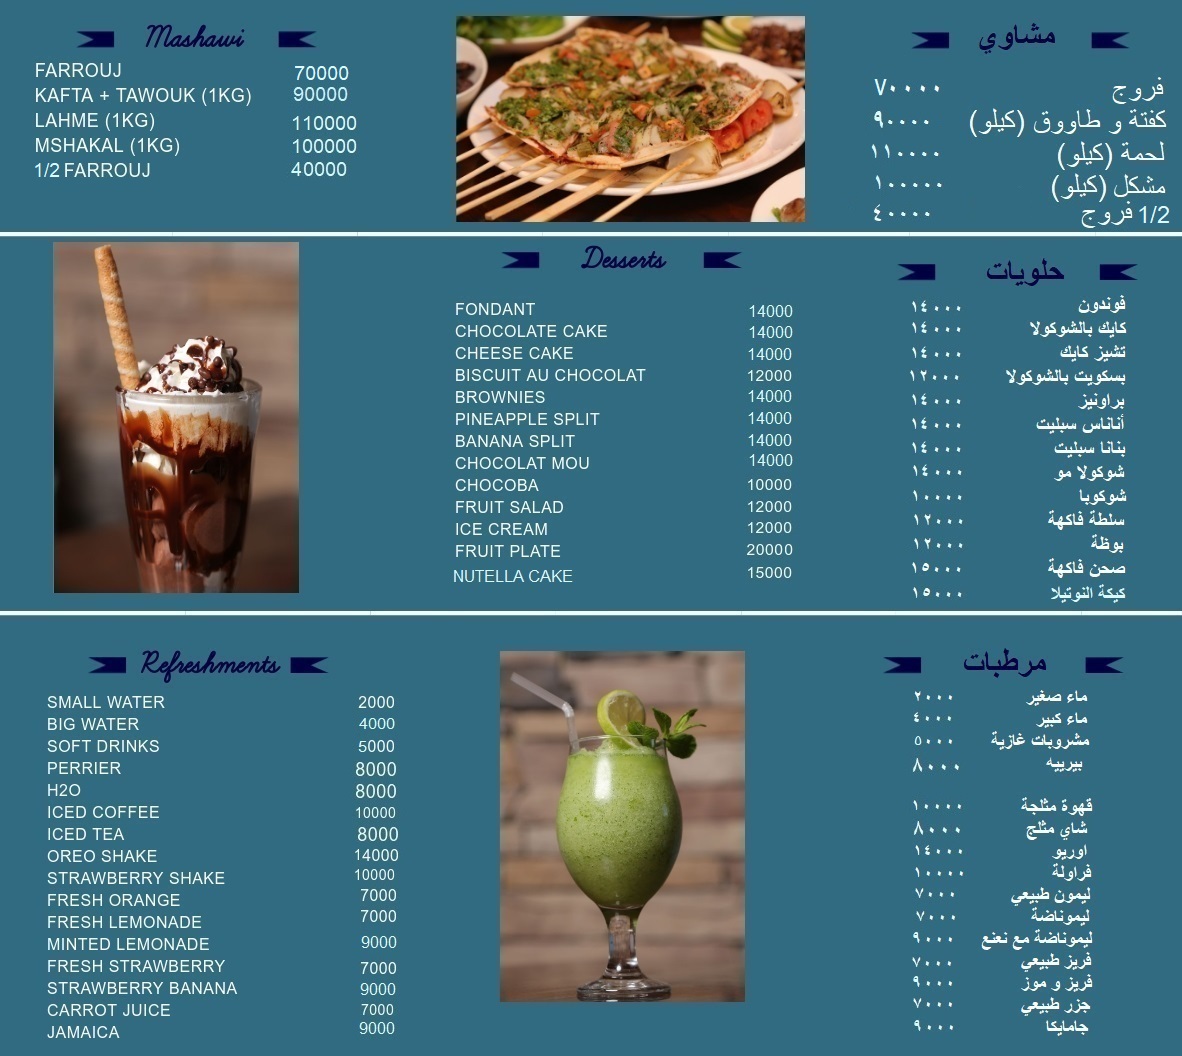 Mashawi
FARROUJ 70000
KAFTA + TAWOUK (1KG) 90000
LAHME (1KG) 110000
MSHAKAL (1KG) 100000
1/2 FARROUJ 40000
مشاوي
فروج ٧٠٠٠٠
كفتة و طاووق (كيلو) ٩٠٠٠٠
لحمة (كيلو) ١١٠٠٠٠
مشكل (كيلو) ١٠٠٠٠٠
1/2 فروج ٤٠٠٠٠
Desserts
FONDANT 14000
CHOCOLATE CAKE 14000
CHEESE CAKE 14000
BISCUIT AU CHOCOLAT 12000
BROWNIES 14000
PINEAPPLE SPLIT 14000
BANANA SPLIT 14000
CHOCOLAT MOU 14000
CHOCOBA 10000
FRUIT SALAD 12000
ICE CREAM 12000
FRUIT PLATE 20000
NUTELLA CAKE 15000
حلويات
فوندون ١٤٠٠٠
كايك بالشوكولا ١٤٠٠٠
تشيز كايك ١٤٠٠٠
بسكويت بالشوكولا ١٢٠٠٠
براونيز ١٤٠٠٠
أناناس سبليت ١٤٠٠٠
بنانا سبليت ١٤٠٠٠
شوكولا مو ١٤٠٠٠
شوكوبا ١٠٠٠٠
سلطة فاكهة ١٢٠٠٠
بوظة ١٢٠٠٠
صحن فاكهة ١٥٠٠٠
كيكة النوتيلا ١٥٠٠٠
Refreshments
SMALL WATER 2000
BIG WATER 4000
SOFT DRINKS 5000
PERRIER 8000
H2O 8000
ICED COFFEE 10000
ICED TEA 8000
OREO SHAKE 14000
STRAWBERRY SHAKE 10000
FRESH ORANGE 7000
FRESH LEMONADE 7000
MINTED LEMONADE 9000
FRESH STRAWBERRY 7000
STRAWBERRY BANANA 9000
CARROT JUICE 7000
JAMAICA 9000
مرطبات
ماء صغير ٢٠٠٠
ماء كبير ٤٠٠٠
مشروبات غازية ٥٠٠٠
بيرييه ٨٠٠٠
قهوة مثلجة ١٠٠٠٠
شاي مثلج ٨٠٠٠
اوريو ١٤٠٠٠
فراولة ١٠٠٠٠
ليمون طبيعي ٧٠٠٠
ليموناضة ٧٠٠٠
ليموناضة مع نعنع ٩٠٠٠
فريز طبيعي ٧٠٠٠
فريز و موز ٩٠٠٠
جزر طبيعي ٧٠٠٠
جامايكا ٩٠٠٠